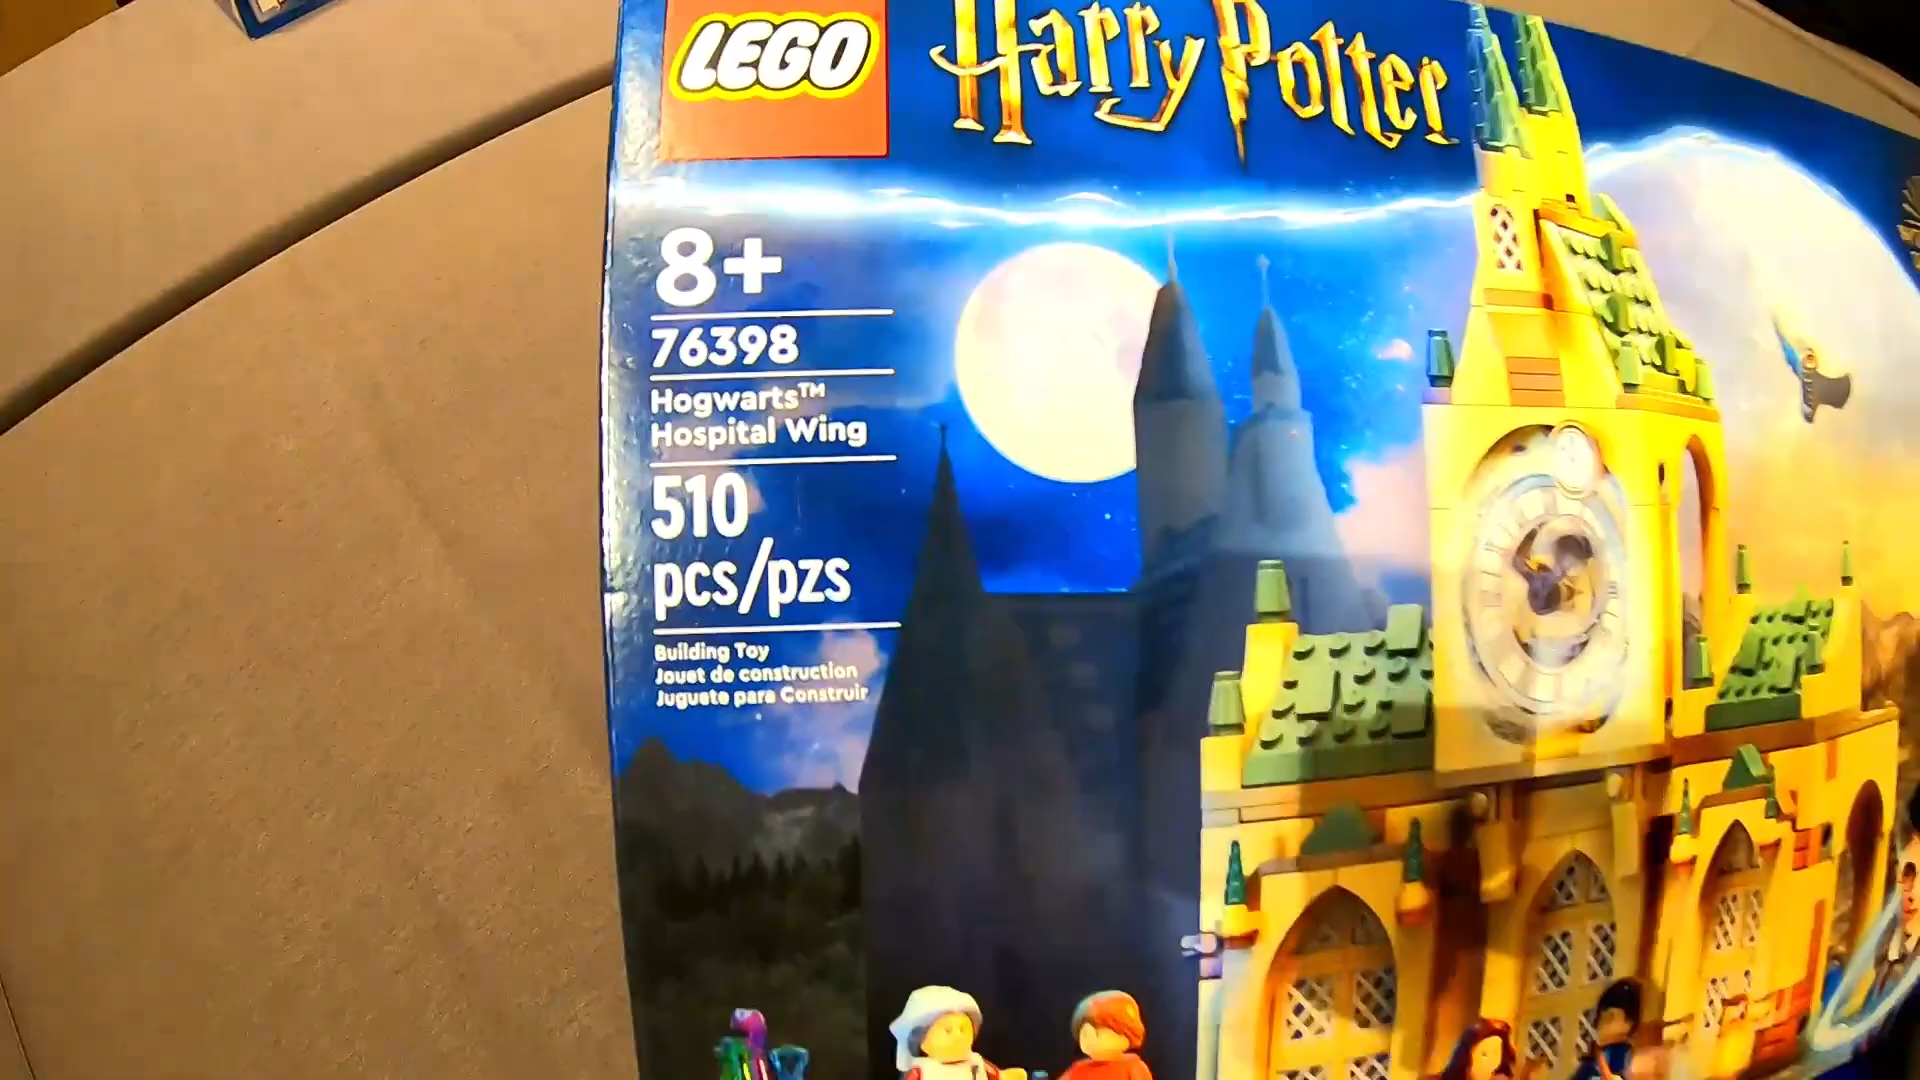 LEGO
Harry Potter
8+
76398
Hogwarts™
Hospital Wing
510
pcs/pzs
Building Toy
Jouet de construction
Juguete para Construir